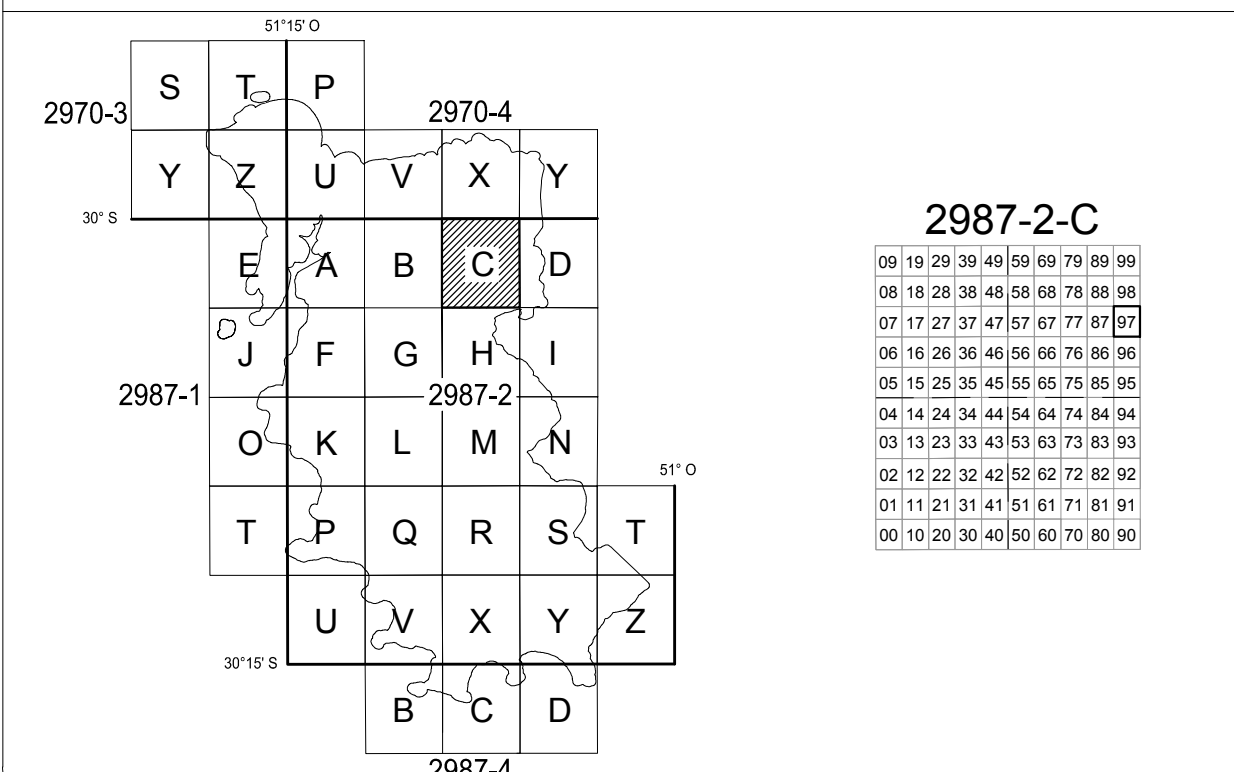 51°15' O
S T P
2970-3
2970-4
Y Z U V X Y
30° S
E A B C D
J F G H I
2987-1
2987-2
O K L M N
51° O
T P Q R S T
U V X Y Z
30°15' S
B C D
2987-4
2987-2-C
09 19 29 39 49 59 69 79 89 99
08 18 28 38 48 58 68 78 88 98
07 17 27 37 47 57 67 77 87 97
06 16 26 36 46 56 66 76 86 96
05 15 25 35 45 55 65 75 85 95
04 14 24 34 44 54 64 74 84 94
03 13 23 33 43 53 63 73 83 93
02 12 22 32 42 52 62 72 82 92
01 11 21 31 41 51 61 71 81 91
00 10 20 30 40 50 60 70 80 90